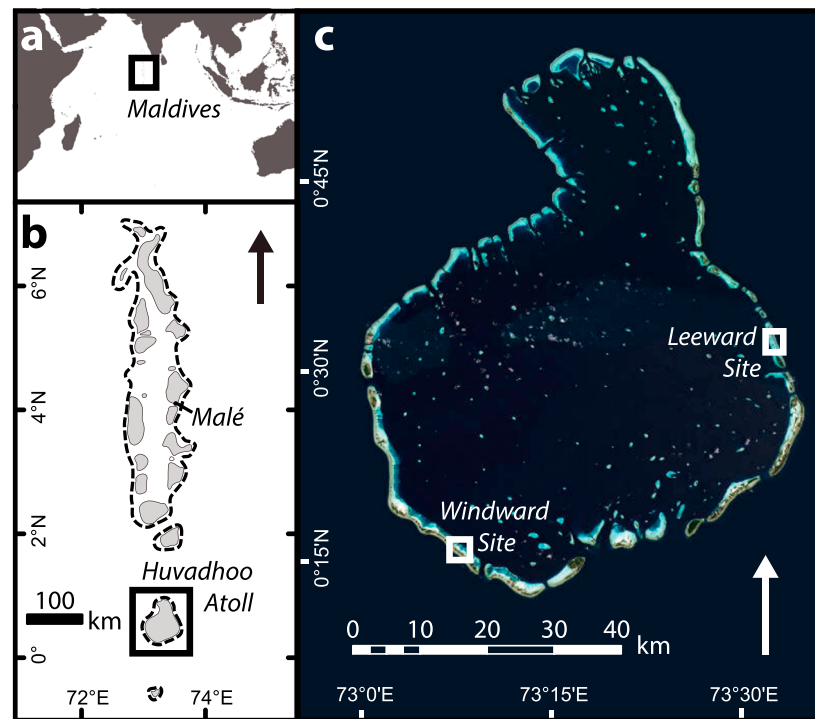 a
Maldives
b
6°N
4°N
2°N
0°
Malé
Huvadhoo
Atoll
100
km
72°E
74°E
c
0°45'N
0°30'N
0°15'N
Leeward
Site
Windward
Site
0 10 20 30 40
km
73°0'E
73°15'E
73°30'E